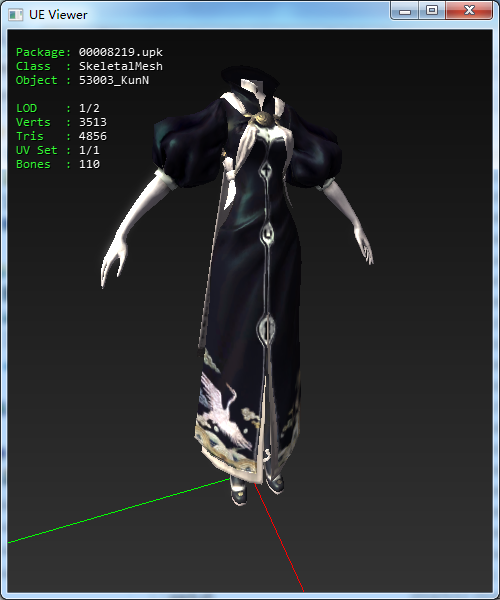 UE Viewer
Package: 00008219.upk
Class : SkeletalMesh
Object : 53003_KunN
LOD : 1/2
Verts : 3513
Tris : 4856
UV Set : 1/1
Bones : 110